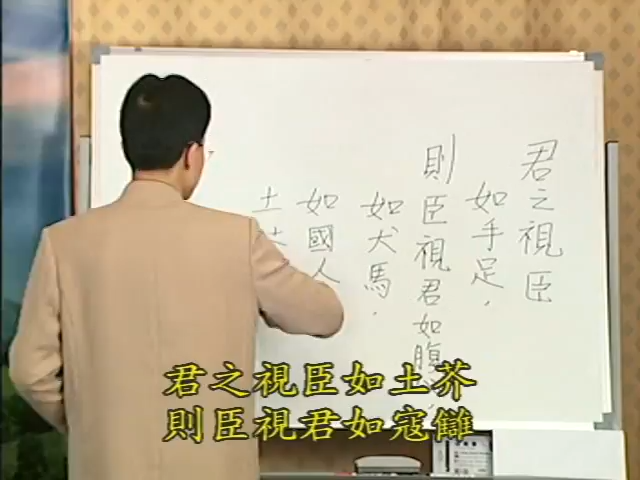 君之視臣
如手足，
則臣視君如腹
如犬馬，
如國人
土
君之視臣如土芥
則臣視君如寇讎